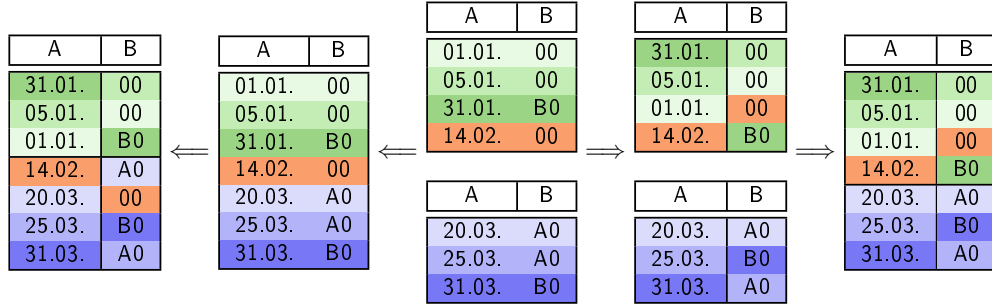 A B
31.01. 00
05.01. 00
01.01. B0
14.02. A0
20.03. 00
25.03. B0
31.03. A0
⇐
A B
01.01. 00
05.01. 00
31.01. B0
14.02. 00
20.03. A0
25.03. A0
31.03. B0
⇐
A B
01.01. 00
05.01. 00
31.01. B0
14.02. 00
A B
20.03. A0
25.03. A0
31.03. B0
⇒
A B
31.01. 00
05.01. 00
01.01. 00
14.02. B0
A B
20.03. A0
25.03. B0
31.03. A0
⇒
A B
31.01. 00
05.01. 00
01.01. 00
14.02. B0
20.03. A0
25.03. B0
31.03. A0